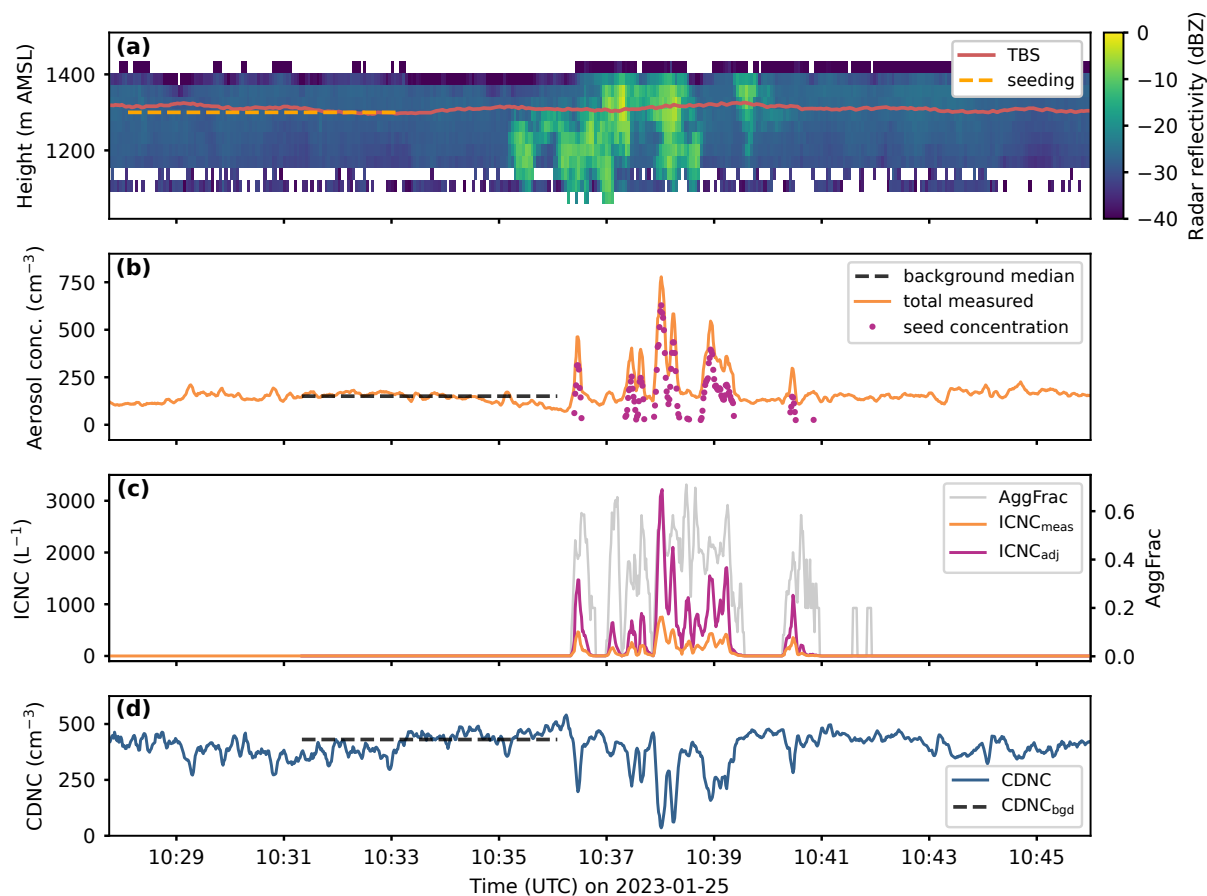 (a)
1400
1200
Height (m AMSL)
TBS
seeding
0
−10
−20
−30
−40
Radar reflectivity (dBZ)
(b)
750
500
250
0
Aerosol conc. (cm⁻³)
background median
total measured
seed concentration
(c)
3000
2000
1000
0
ICNC (L⁻¹)
AggFrac
ICNCmeas
ICNCadj
0.6
0.4
0.2
0.0
AggFrac
(d)
500
250
0
CDNC (cm⁻³)
CDNC
CDNCbgd
10:29 10:31 10:33 10:35 10:37 10:39 10:41 10:43 10:45
Time (UTC) on 2023-01-25